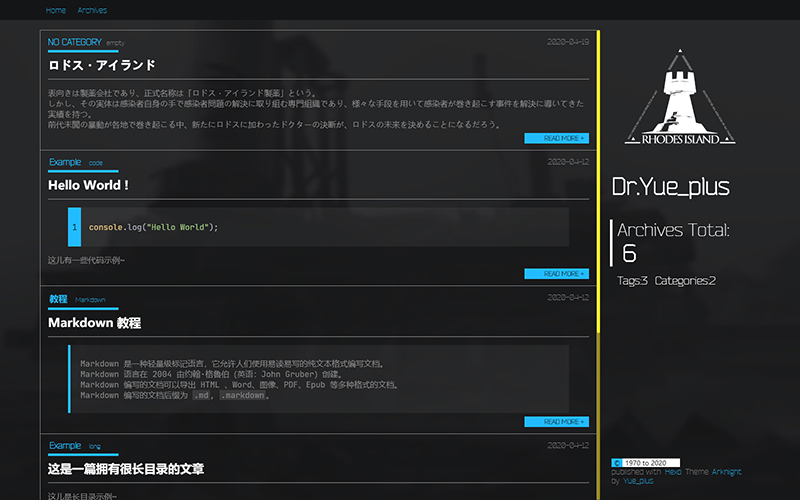 Home Archives
NO CATEGORY empty 2020-04-19
ロドス・アイランド
表向きは製薬会社であり、正式名称は「ロドス・アイランド製薬」という。
しかし、その実体は感染者自身の手で感染者問題の解決に取り組む専門組織であり、様々な手段を用いて感染者が巻き起こす事件を解決に導いてきた
実績を持つ。
前代未聞の暴動が各地で巻き起こる中、新たにロドスに加わったドクターの決断が、ロドスの未来を決めることになるだろう。
READ MORE +
Example code 2020-04-12
Hello World !
1 console.log("Hello World");
这儿有一些代码示例~
READ MORE +
教程 Markdown 2020-04-12
Markdown 教程
Markdown 是一种轻量级标记语言，它允许人们使用易读易写的纯文本格式编写文档。
Markdown 语言在 2004 由约翰·格鲁伯（英语：John Gruber）创建。
Markdown 编写的文档可以导出 HTML 、Word、图像、PDF、Epub 等多种格式的文档。
Markdown 编写的文档后缀为 .md, .markdown。
READ MORE +
Example long 2020-04-12
这是一篇拥有很长目录的文章
这儿是长目录示例~
RHODES ISLAND
Dr.Yue_plus
Archives Total:
6
Tags:3 Categories:2
© 1970 to 2020
published with Hexo Theme Arknight
by Yue_plus